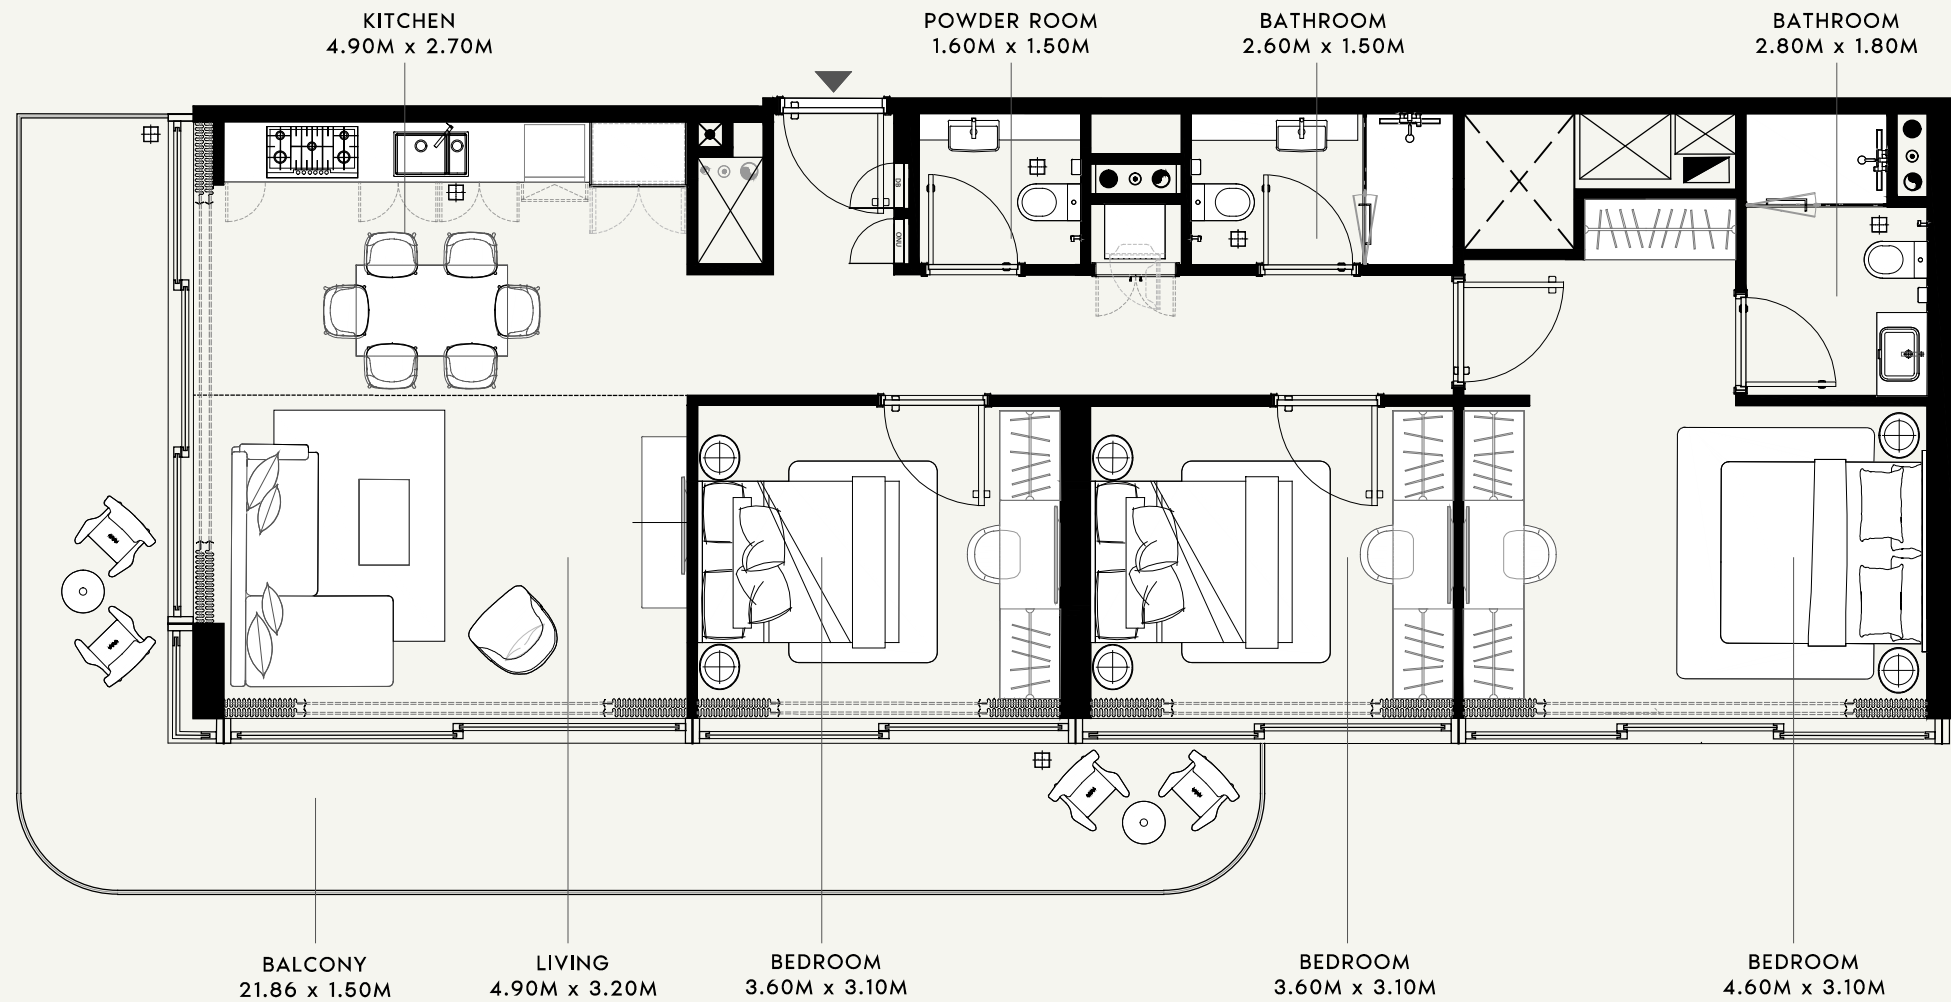 KITCHEN
4.90M x 2.70M
POWDER ROOM
1.60M x 1.50M
BATHROOM
2.60M x 1.50M
BATHROOM
2.80M x 1.80M
DB
ONU
BALCONY
21.86 x 1.50M
LIVING
4.90M x 3.20M
BEDROOM
3.60M x 3.10M
BEDROOM
3.60M x 3.10M
BEDROOM
4.60M x 3.10M